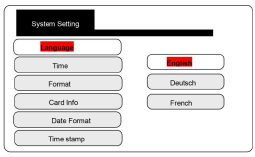 System Setting
Language
Time
Format
Card Info
Date Format
Time stamp
English
Deutsch
French